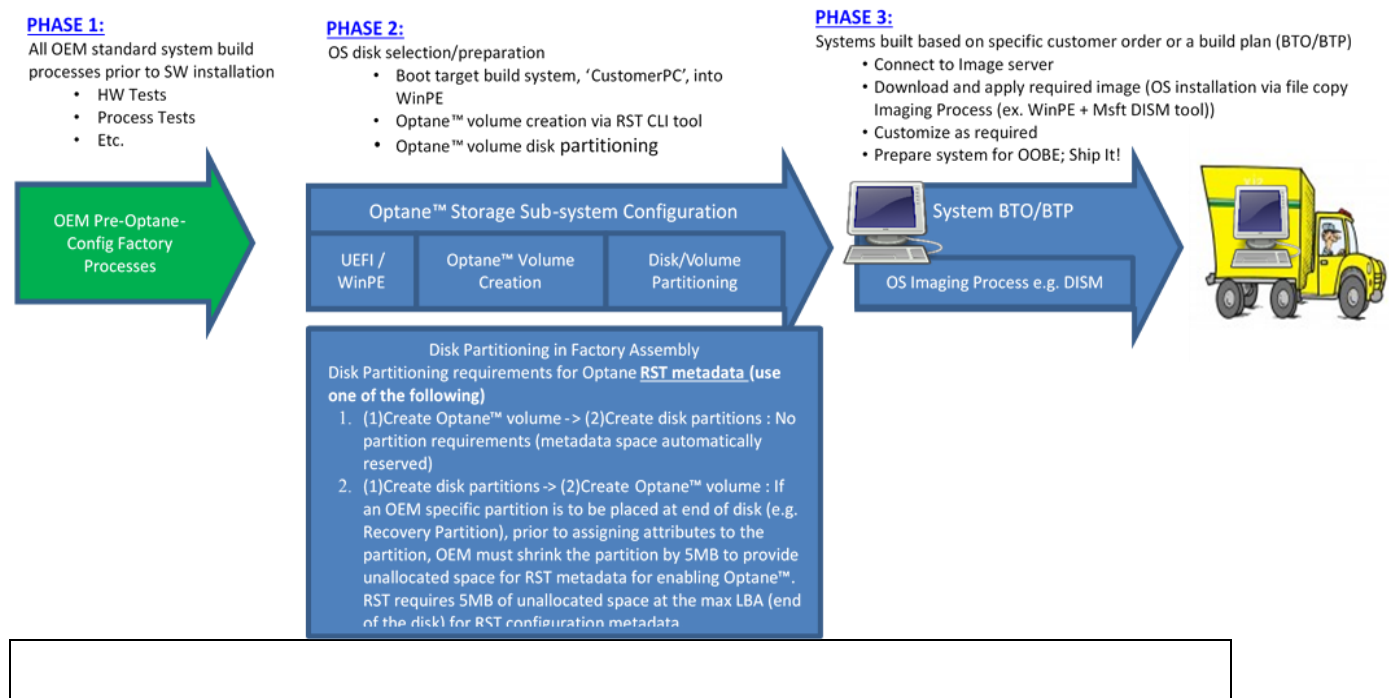 PHASE 1:
All OEM standard system build
processes prior to SW installation
• HW Tests
• Process Tests
• Etc.
OEM Pre-Optane-
Config Factory
Processes
PHASE 2:
OS disk selection/preparation
• Boot target build system, ‘CustomerPC’, into
WinPE
• Optane™ volume creation via RST CLI tool
• Optane™ volume disk partitioning
Optane™ Storage Sub-system Configuration
UEFI /
WinPE
Optane™ Volume
Creation
Disk/Volume
Partitioning
Disk Partitioning in Factory Assembly
Disk Partitioning requirements for Optane RST metadata (use
one of the following)
1. (1)Create Optane™ volume -> (2)Create disk partitions : No
partition requirements (metadata space automatically
reserved)
2. (1)Create disk partitions -> (2)Create Optane™ volume : If
an OEM specific partition is to be placed at end of disk (e.g.
Recovery Partition), prior to assigning attributes to the
partition, OEM must shrink the partition by 5MB to provide
unallocated space for RST metadata for enabling Optane™.
RST requires 5MB of unallocated space at the max LBA (end
of the disk) for RST configuration metadata
PHASE 3:
Systems built based on specific customer order or a build plan (BTO/BTP)
• Connect to Image server
• Download and apply required image (OS installation via file copy
Imaging Process (ex. WinPE + Msft DISM tool))
• Customize as required
• Prepare system for OOBE; Ship It!
System BTO/BTP
OS Imaging Process e.g. DISM